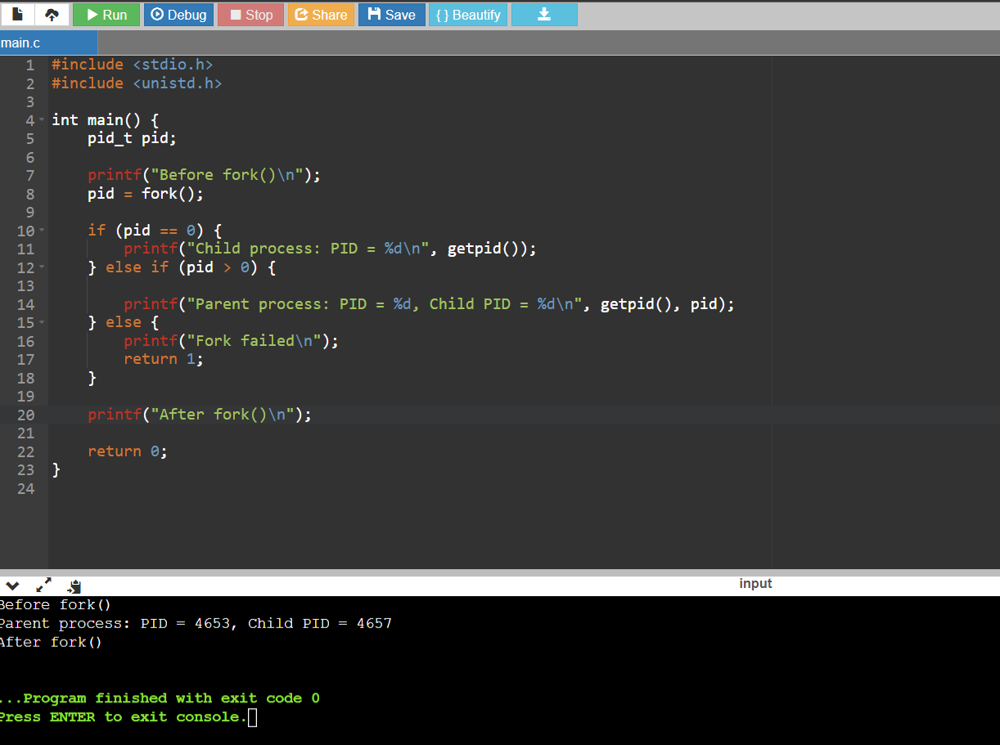 Run Debug Stop Share Save { } Beautify
main.c
1 #include <stdio.h>
2 #include <unistd.h>
3
4 int main() {
5     pid_t pid;
6
7     printf("Before fork()\n");
8     pid = fork();
9
10     if (pid == 0) {
11         printf("Child process: PID = %d\n", getpid());
12     } else if (pid > 0) {
13
14         printf("Parent process: PID = %d, Child PID = %d\n", getpid(), pid);
15     } else {
16         printf("Fork failed\n");
17         return 1;
18     }
19
20     printf("After fork()\n");
21
22     return 0;
23 }
24
input
Before fork()
Parent process: PID = 4653, Child PID = 4657
After fork()
...Program finished with exit code 0
Press ENTER to exit console.